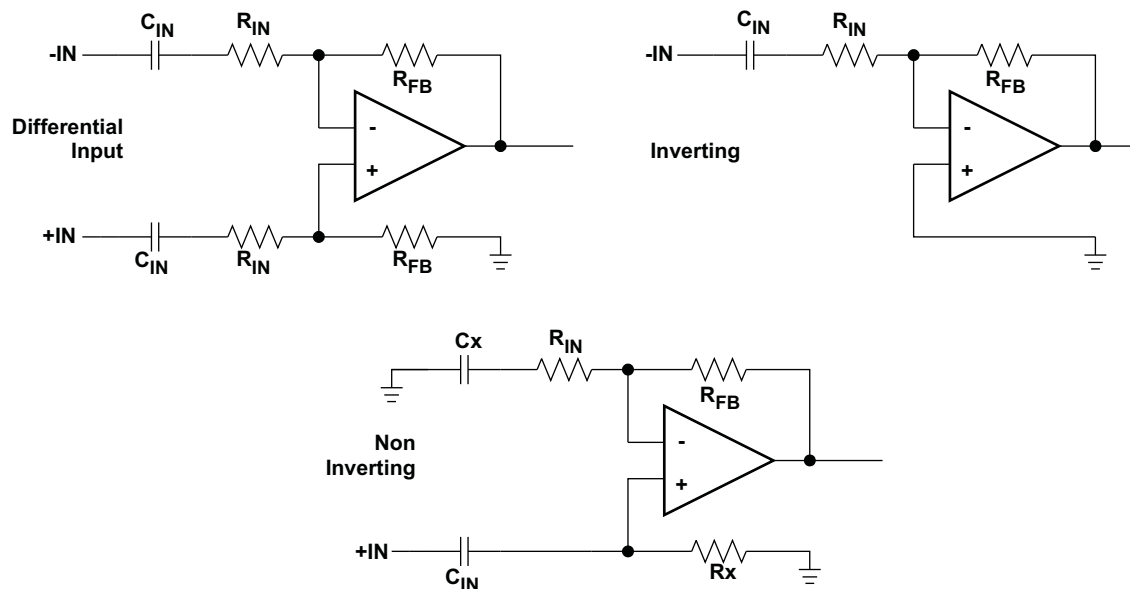 C_IN R_IN
-IN
R_FB
Differential
Input
-
+
+IN
C_IN R_IN R_FB
C_IN R_IN
-IN
R_FB
Inverting
-
+
Cx R_IN
R_FB
Non
Inverting
-
+
+IN
C_IN Rx